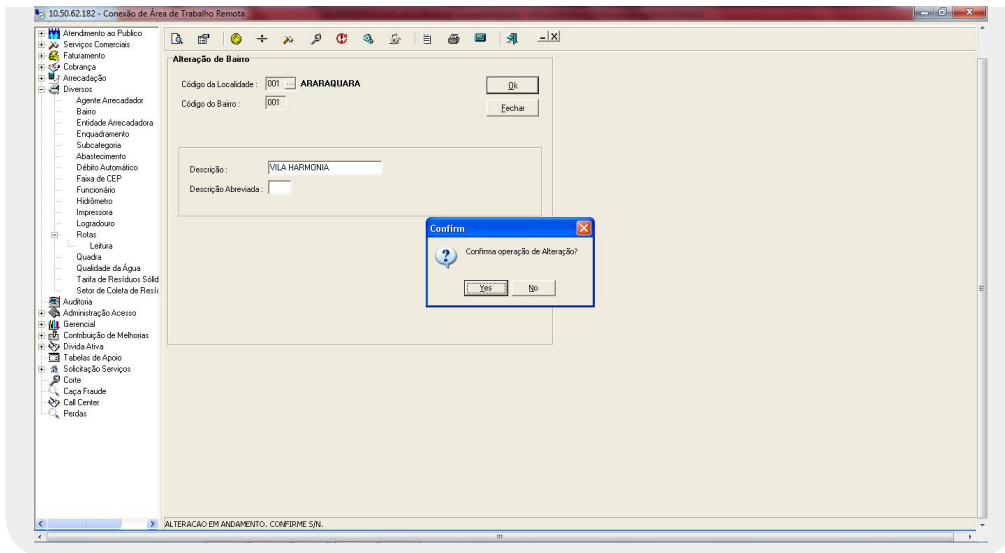 10.50.62.182 - Conexão de Área de Trabalho Remota
Atendimento ao Publico
Serviços Comerciais
Faturamento
Cobrança
Arrecadação
Diversos
Agente Arrecadador
Bairro
Entidade Arrecadadora
Enquadramento
Subcategoria
Abastecimento
Débito Automático
Faixa de CEP
Funcionário
Hidrômetro
Impressora
Logradouro
Rotas
Leitura
Quadra
Qualidade da Água
Tarifa de Resíduos Sólid
Setor de Coleta de Resíc
Auditoria
Administração Acesso
Gerencial
Contribuição de Melhorias
Divida Ativa
Tabelas de Apoio
Solicitação Serviços
Corte
Caça Fraude
Call Center
Perdas
Alteração de Bairro
Código da Localidade : 001 ... ARARAQUARA
Ok
Código do Bairro : 001
Fechar
Descrição : VILA HARMONIA
Descrição Abreviada :
Confirm
Confirma operação de Alteração?
Yes No
ALTERACAO EM ANDAMENTO. CONFIRME S/N.